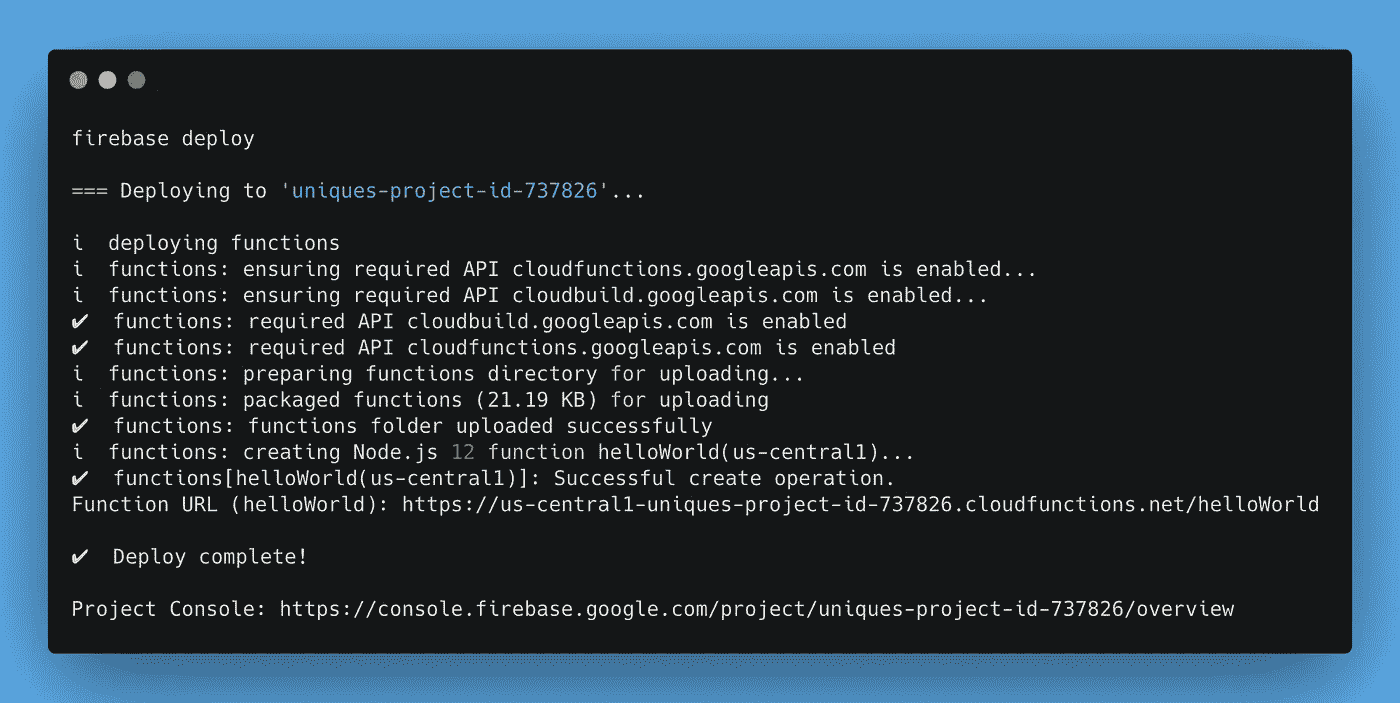 firebase deploy
=== Deploying to 'uniques-project-id-737826'...
i  deploying functions
i  functions: ensuring required API cloudfunctions.googleapis.com is enabled...
i  functions: ensuring required API cloudbuild.googleapis.com is enabled...
✔  functions: required API cloudbuild.googleapis.com is enabled
✔  functions: required API cloudfunctions.googleapis.com is enabled
i  functions: preparing functions directory for uploading...
i  functions: packaged functions (21.19 KB) for uploading
✔  functions: functions folder uploaded successfully
i  functions: creating Node.js 12 function helloWorld(us-central1)...
✔  functions[helloWorld(us-central1)]: Successful create operation.
Function URL (helloWorld): https://us-central1-uniques-project-id-737826.cloudfunctions.net/helloWorld
✔  Deploy complete!
Project Console: https://console.firebase.google.com/project/uniques-project-id-737826/overview